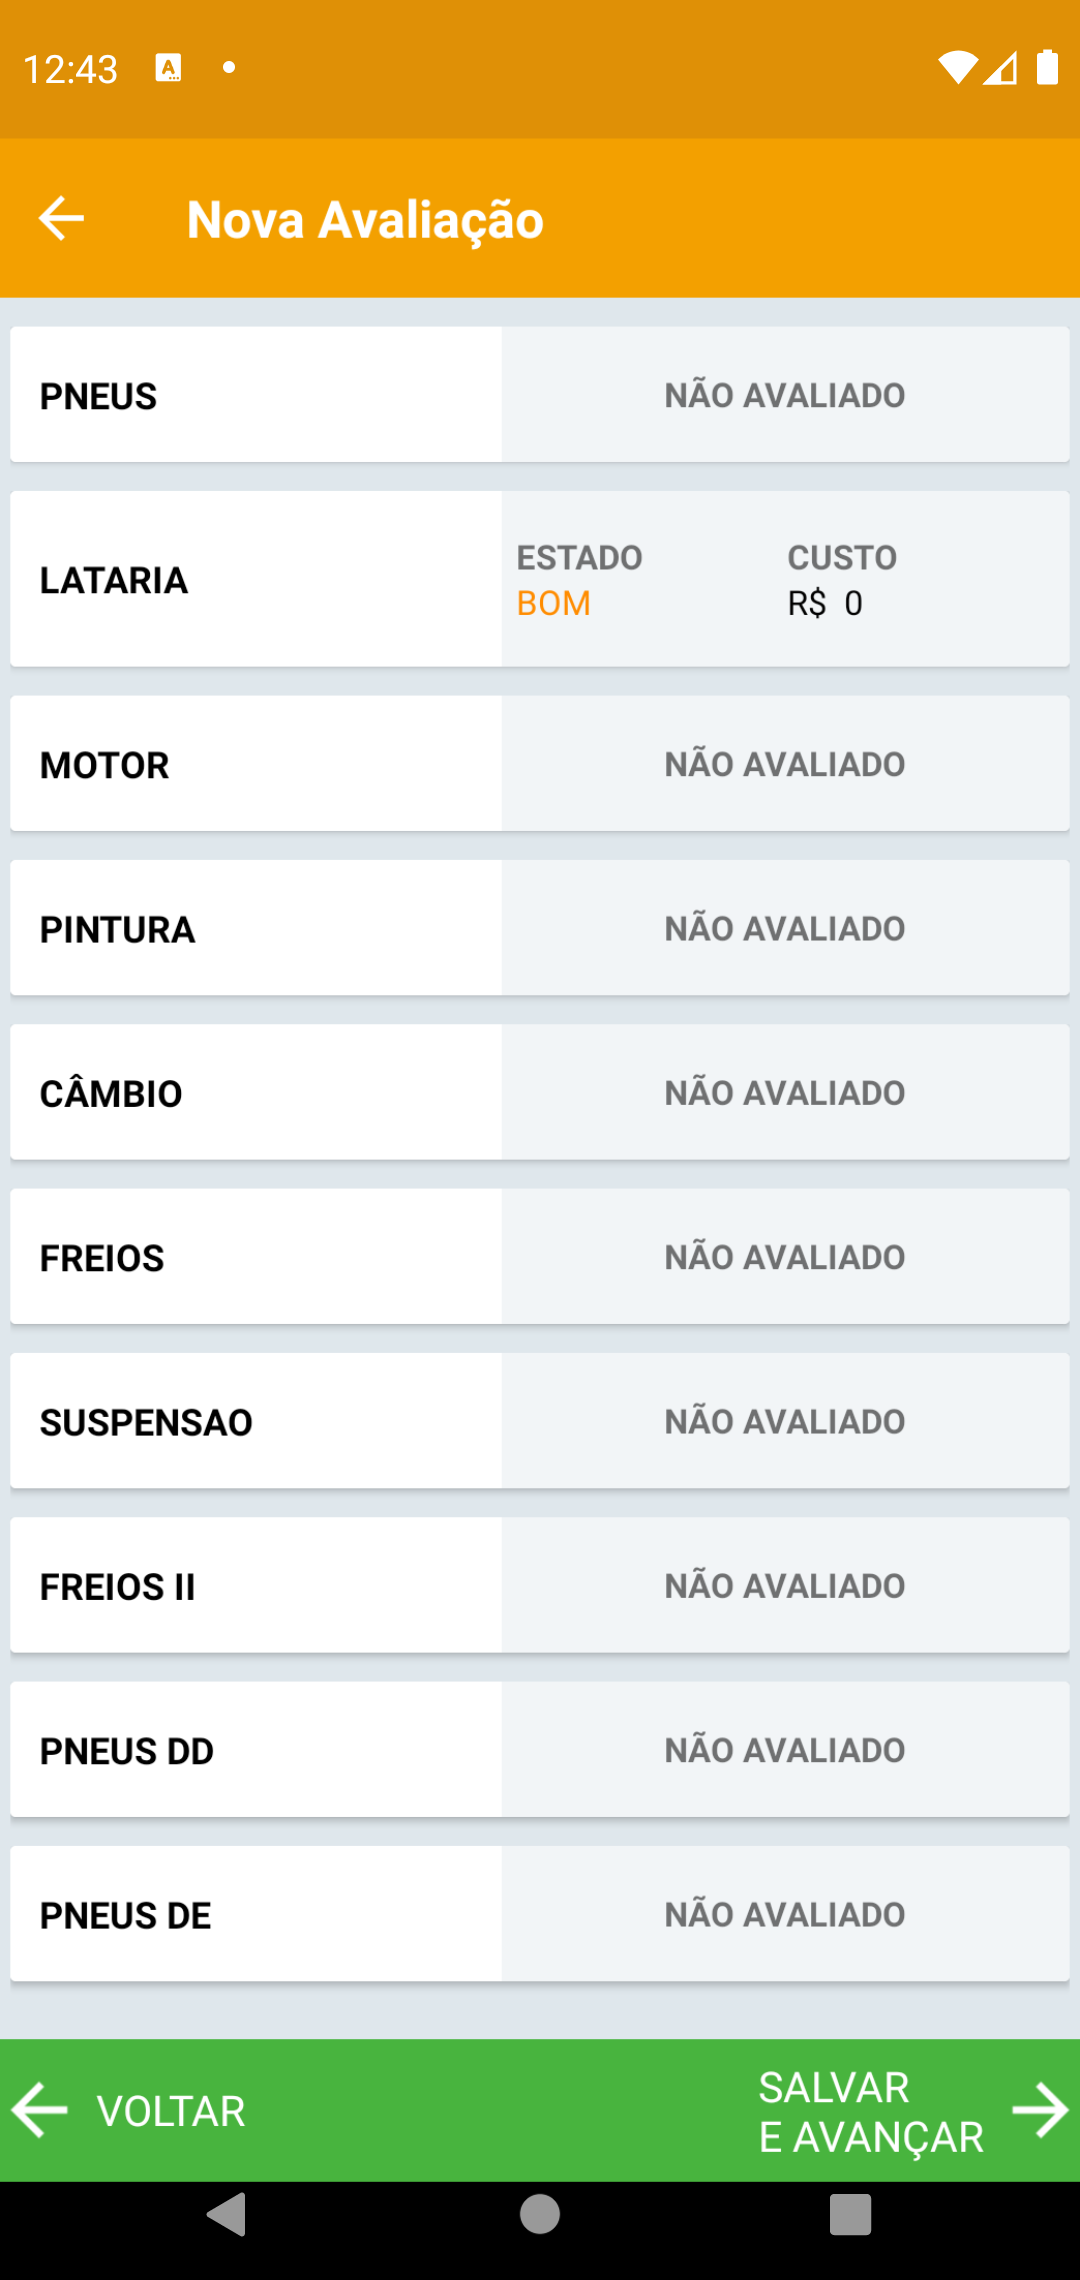 12:43
Nova Avaliação
PNEUS NÃO AVALIADO
LATARIA
ESTADO CUSTO
BOM R$ 0
MOTOR NÃO AVALIADO
PINTURA NÃO AVALIADO
CÂMBIO NÃO AVALIADO
FREIOS NÃO AVALIADO
SUSPENSAO NÃO AVALIADO
FREIOS II NÃO AVALIADO
PNEUS DD NÃO AVALIADO
PNEUS DE NÃO AVALIADO
VOLTAR
SALVAR
E AVANÇAR